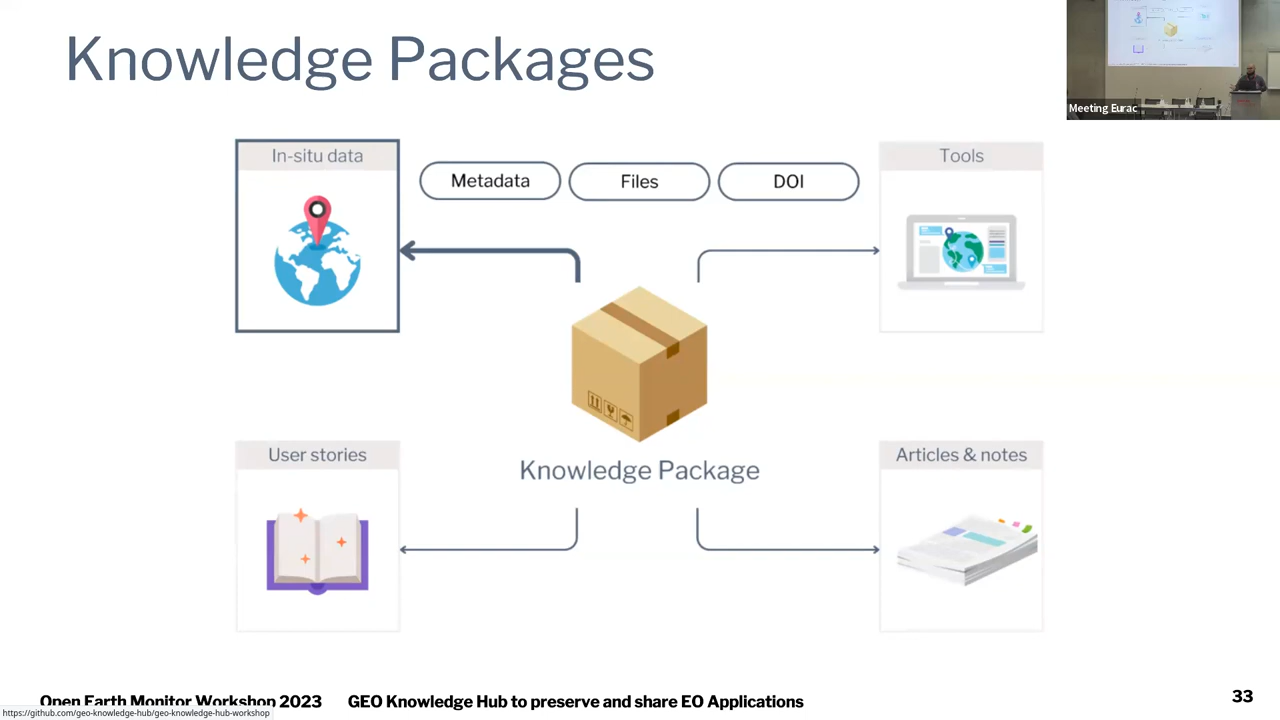 Knowledge Packages
Meeting Eurac
In-situ data
Metadata
Files
DOI
Tools
User stories
Knowledge Package
Articles & notes
Open Earth Monitor Workshop 2023
GEO Knowledge Hub to preserve and share EO Applications
33
https://github.com/geo-knowledge-hub/geo-knowledge-hub-workshop